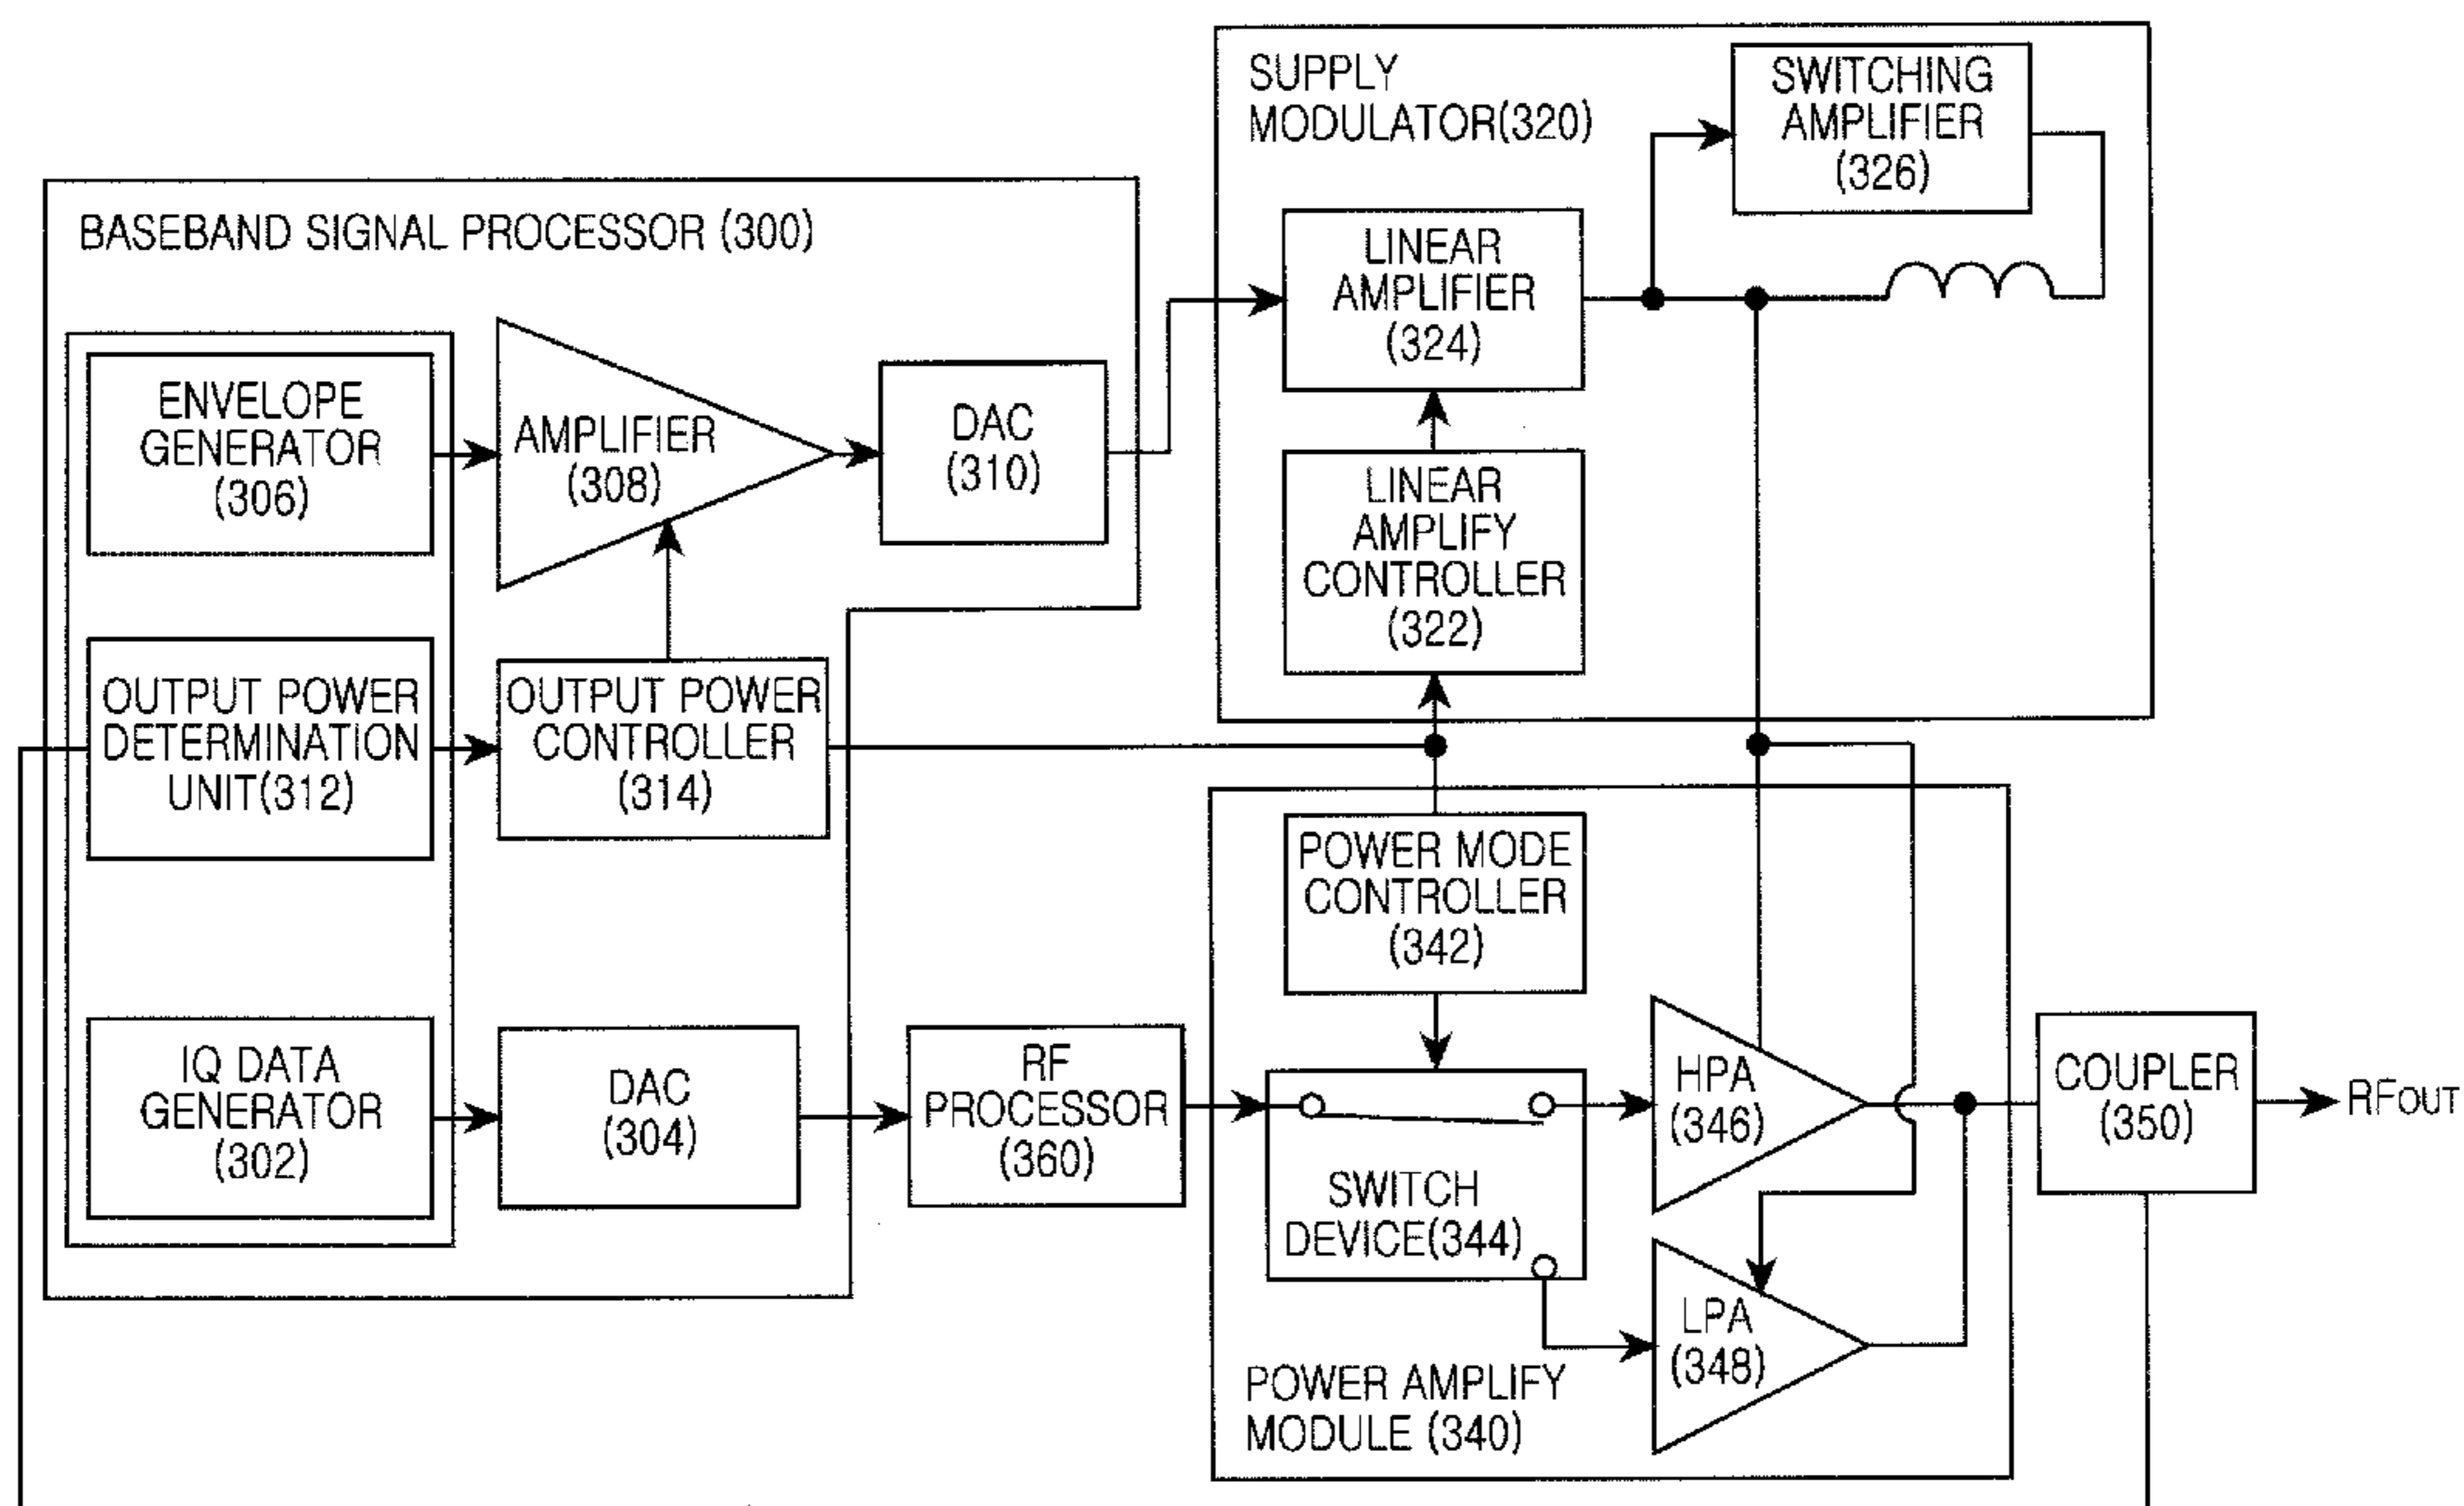 SUPPLY
MODULATOR(320)
SWITCHING
AMPLIFIER
(326)
BASEBAND SIGNAL PROCESSOR (300)
LINEAR
AMPLIFIER
(324)
ENVELOPE
GENERATOR
(306)
AMPLIFIER
(308)
DAC
(310)
LINEAR
AMPLIFY
CONTROLLER
(322)
OUTPUT POWER
DETERMINATION
UNIT(312)
OUTPUT POWER
CONTROLLER
(314)
POWER MODE
CONTROLLER
(342)
IQ DATA
GENERATOR
(302)
DAC
(304)
RF
PROCESSOR
(360)
SWITCH
DEVICE(344)
HPA
(346)
COUPLER
(350)
RFOUT
LPA
(348)
POWER AMPLIFY
MODULE (340)